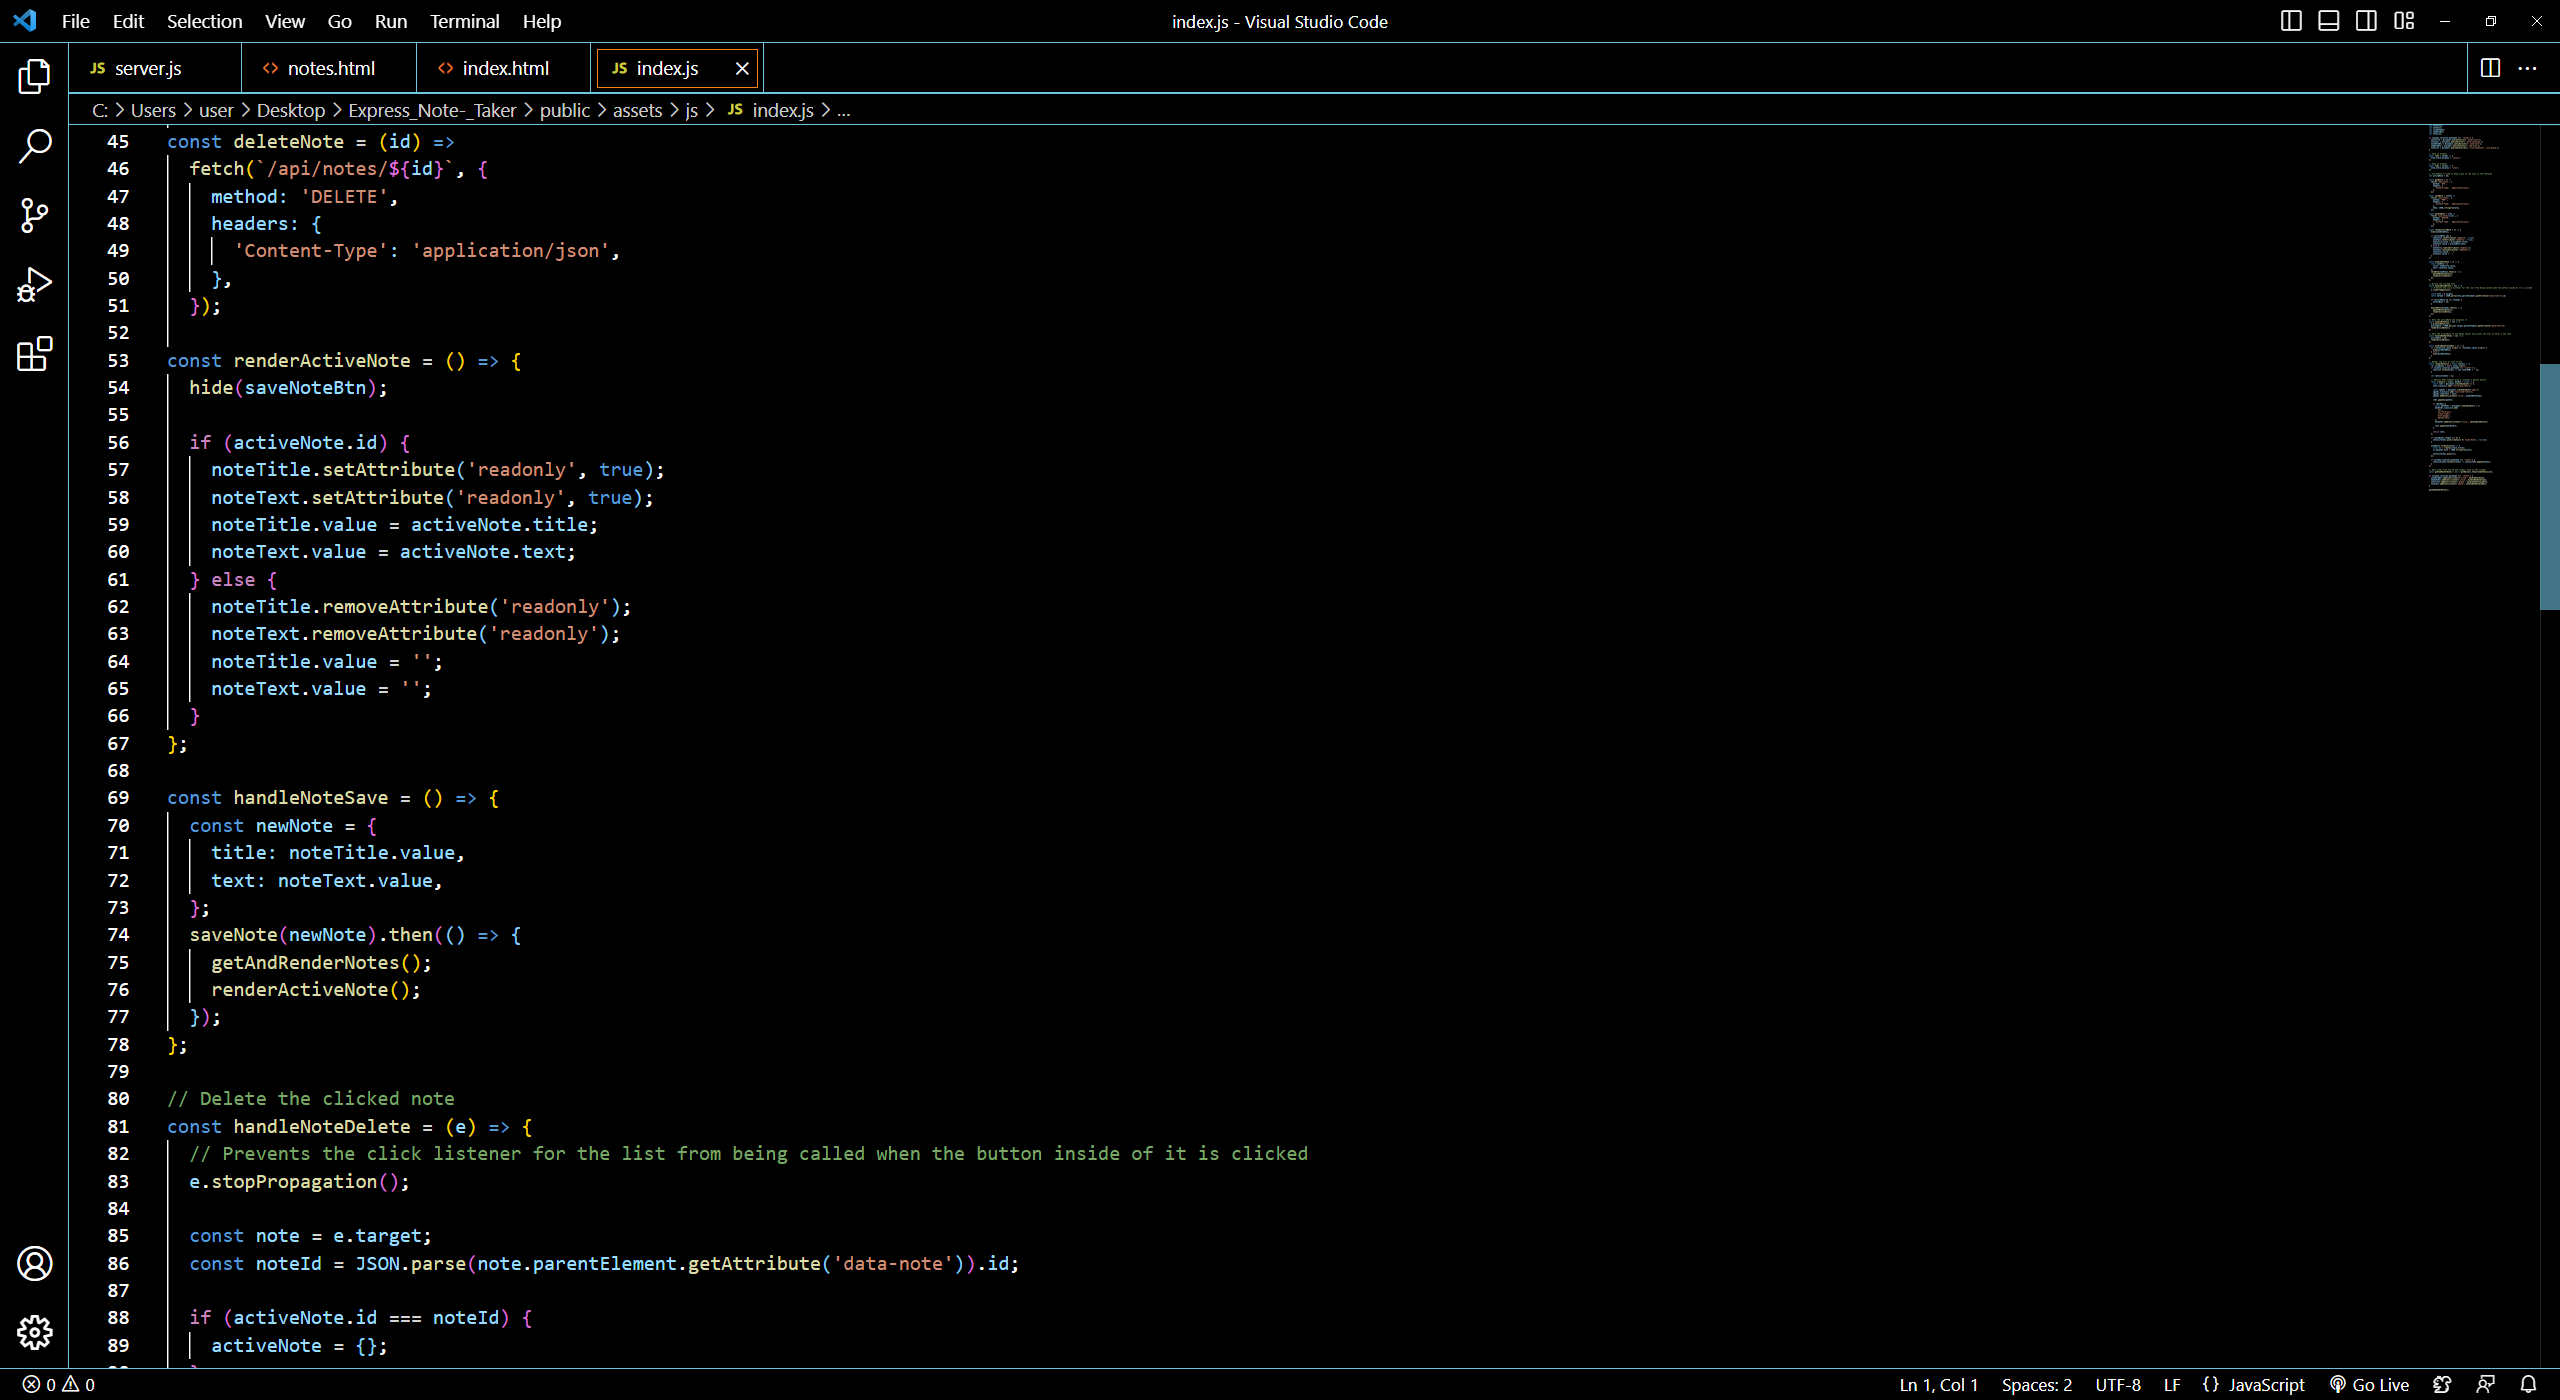 File Edit Selection View Go Run Terminal Help
index.js - Visual Studio Code
JS server.js
<> notes.html
<> index.html
JS index.js
C: > Users > user > Desktop > Express_Note-_Taker > public > assets > js > JS index.js > ...
45 const deleteNote = (id) =>
46 fetch(`/api/notes/${id}`, {
47 method: 'DELETE',
48 headers: {
49 'Content-Type': 'application/json',
50 },
51 });
52
53 const renderActiveNote = () => {
54 hide(saveNoteBtn);
55
56 if (activeNote.id) {
57 noteTitle.setAttribute('readonly', true);
58 noteText.setAttribute('readonly', true);
59 noteTitle.value = activeNote.title;
60 noteText.value = activeNote.text;
61 } else {
62 noteTitle.removeAttribute('readonly');
63 noteText.removeAttribute('readonly');
64 noteTitle.value = '';
65 noteText.value = '';
66 }
67 };
68
69 const handleNoteSave = () => {
70 const newNote = {
71 title: noteTitle.value,
72 text: noteText.value,
73 };
74 saveNote(newNote).then(() => {
75 getAndRenderNotes();
76 renderActiveNote();
77 });
78 };
79
80 // Delete the clicked note
81 const handleNoteDelete = (e) => {
82 // Prevents the click listener for the list from being called when the button inside of it is clicked
83 e.stopPropagation();
84
85 const note = e.target;
86 const noteId = JSON.parse(note.parentElement.getAttribute('data-note')).id;
87
88 if (activeNote.id === noteId) {
89 activeNote = {};
0 0
Ln 1, Col 1 Spaces: 2 UTF-8 LF {} JavaScript Go Live